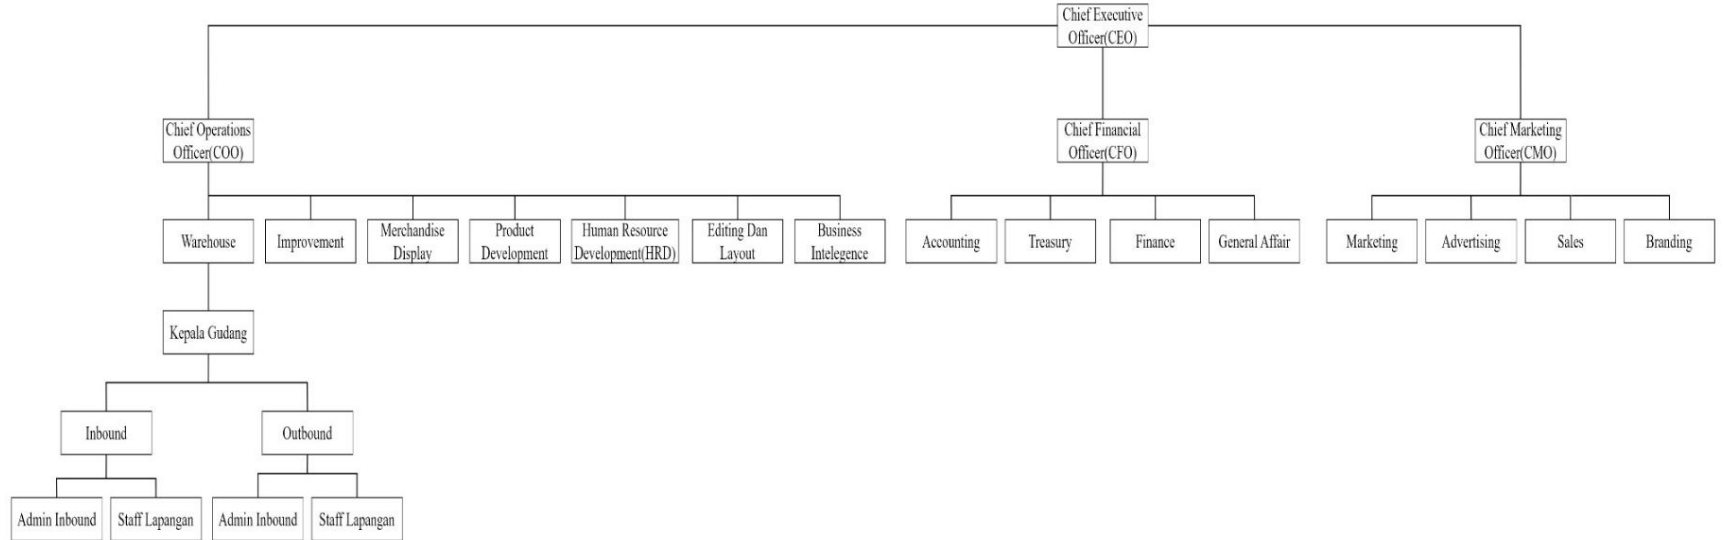 Chief Executive
Officer(CEO)
Chief Operations
Officer(COO)
Chief Financial
Officer(CFO)
Chief Marketing
Officer(CMO)
Warehouse
Improvement
Merchandise
Display
Product
Development
Human Resource
Development(HRD)
Editing Dan
Layout
Business
Intelegence
Accounting
Treasury
Finance
General Affair
Marketing
Advertising
Sales
Branding
Kepala Gudang
Inbound
Outbound
Admin Inbound
Staff Lapangan
Admin Inbound
Staff Lapangan